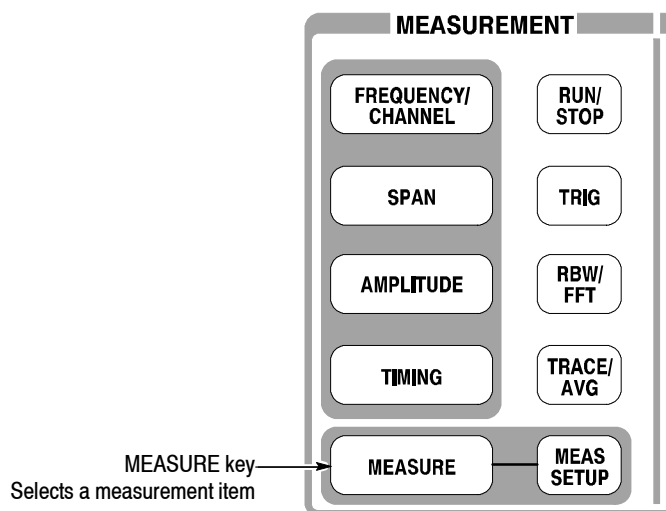 MEASUREMENT
FREQUENCY/
CHANNEL
RUN/
STOP
SPAN
TRIG
AMPLITUDE
RBW/
FFT
TIMING
TRACE/
AVG
MEASURE key
Selects a measurement item
MEASURE
MEAS
SETUP